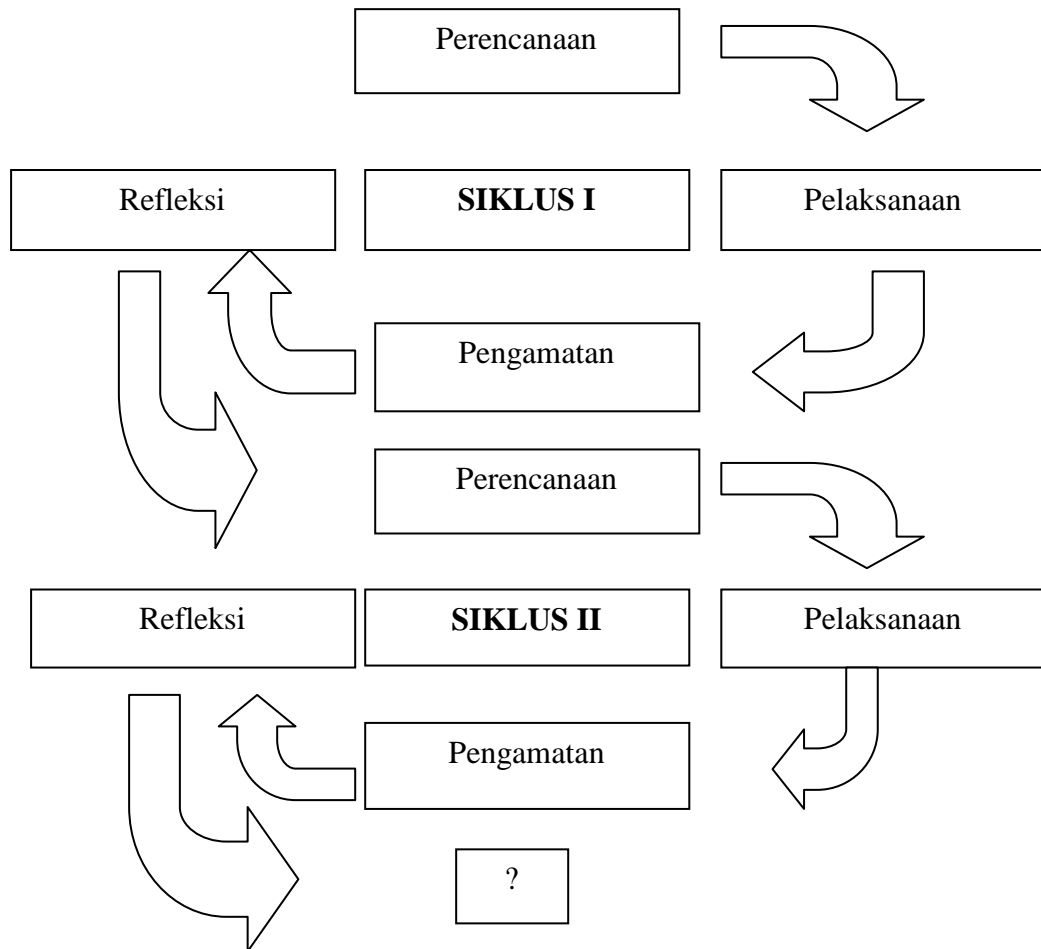 Perencanaan
Refleksi
SIKLUS I
Pelaksanaan
Pengamatan
Perencanaan
Refleksi
SIKLUS II
Pelaksanaan
Pengamatan
?